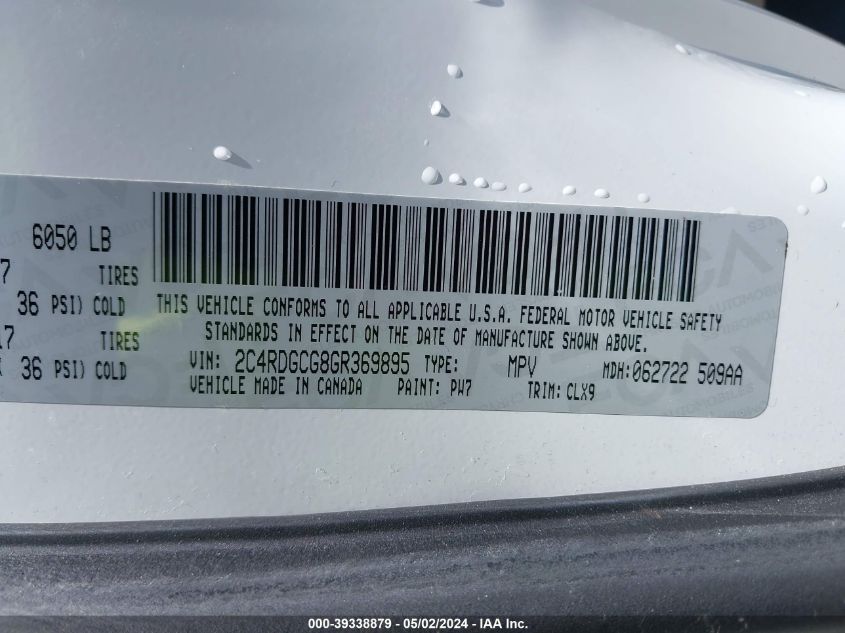 6050 LB
7 TIRES
36 PSI) COLD
17 TIRES
36 PSI) COLD
THIS VEHICLE CONFORMS TO ALL APPLICABLE U.S.A. FEDERAL MOTOR VEHICLE SAFETY
STANDARDS IN EFFECT ON THE DATE OF MANUFACTURE SHOWN ABOVE.
VIN: 2C4RDGCG8GR369895 TYPE: MPV MDH:062722 509AA
VEHICLE MADE IN CANADA PAINT: PW7 TRIM: CLX9
000-39338879 - 05/02/2024 - IAA Inc.